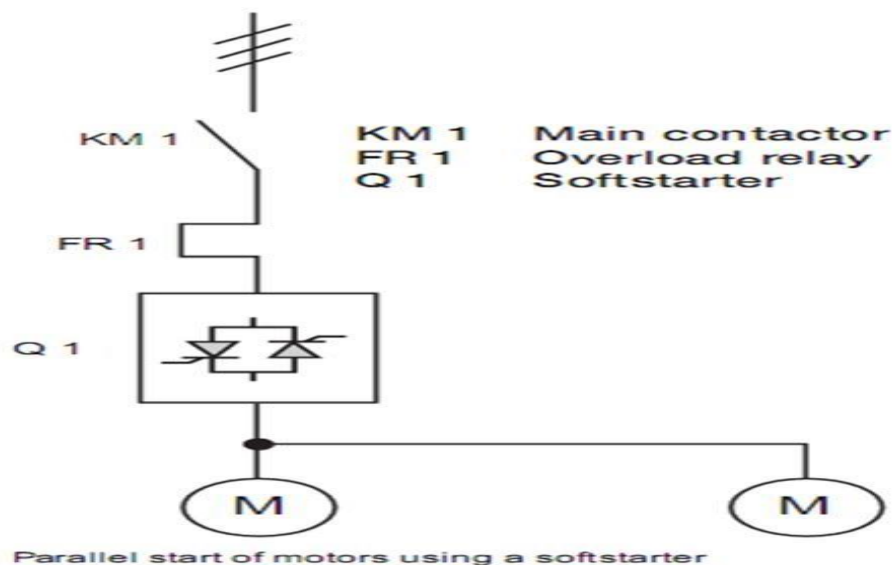 KM 1
KM 1 Main contactor
FR 1 Overload relay
Q 1 Softstarter
FR 1
Q 1
M
M
Parallel start of motors using a softstarter